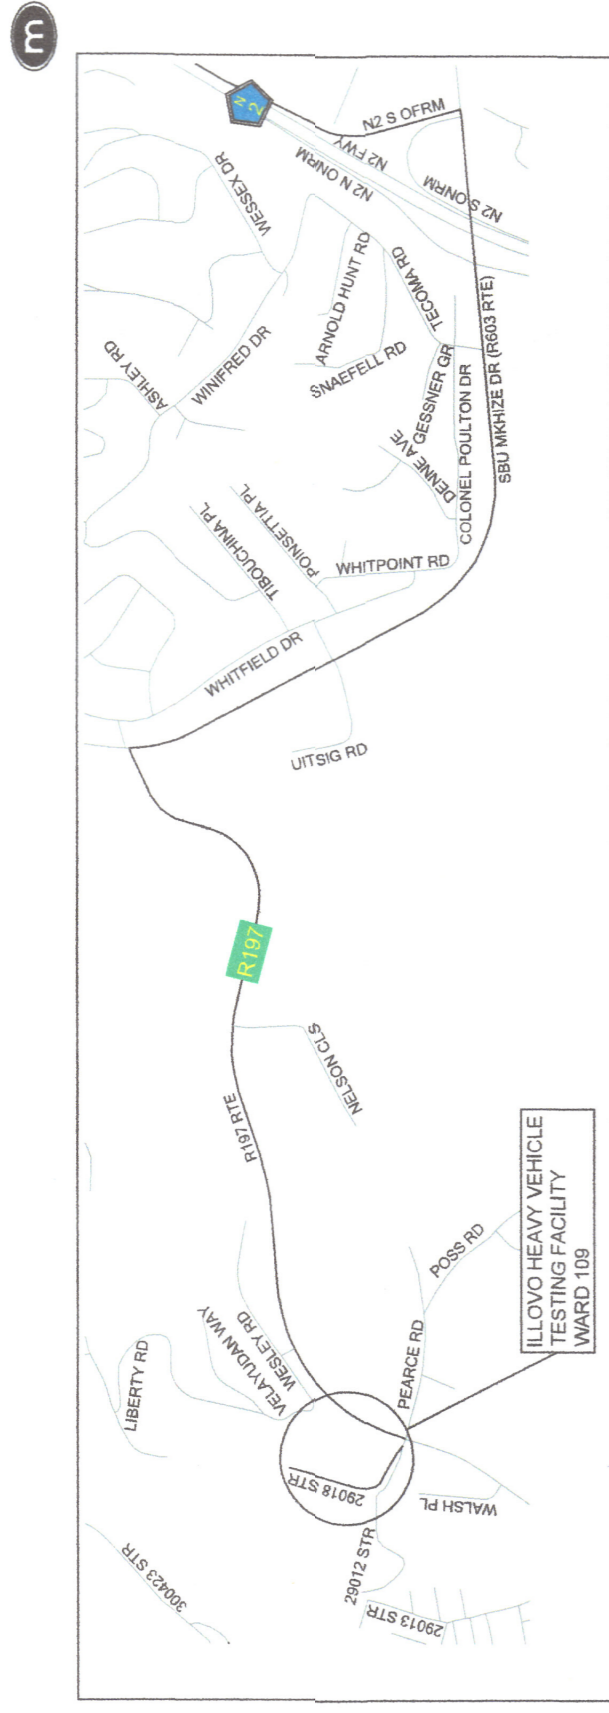 m
N
2
N2 S OFRM
N2 FWY
N2 N ONRM
N2 S ONRM
WESSEX DR
ARNOLD HUNT RD
TECOMA RD
SBU MKHIZE DR (R603 RTE)
ASHLEY RD
WINIFRED DR
SNAEFELL RD
GESSNER GR
DENNE AVE
COLONEL POULTON DR
TIBOUCHINA PL
POINSETTIA PL
WHITPOINT RD
WHITFIELD DR
UITSIG RD
R197
NELSON CLS
R197 RTE
POSS RD
ILLOVO HEAVY VEHICLE
TESTING FACILITY
WARD 109
LIBERTY RD
VELAYUDAN WAY
WESLEY RD
PEARCE RD
29018 STR
WALSH PL
300423 STR
29012 STR
29013 STR